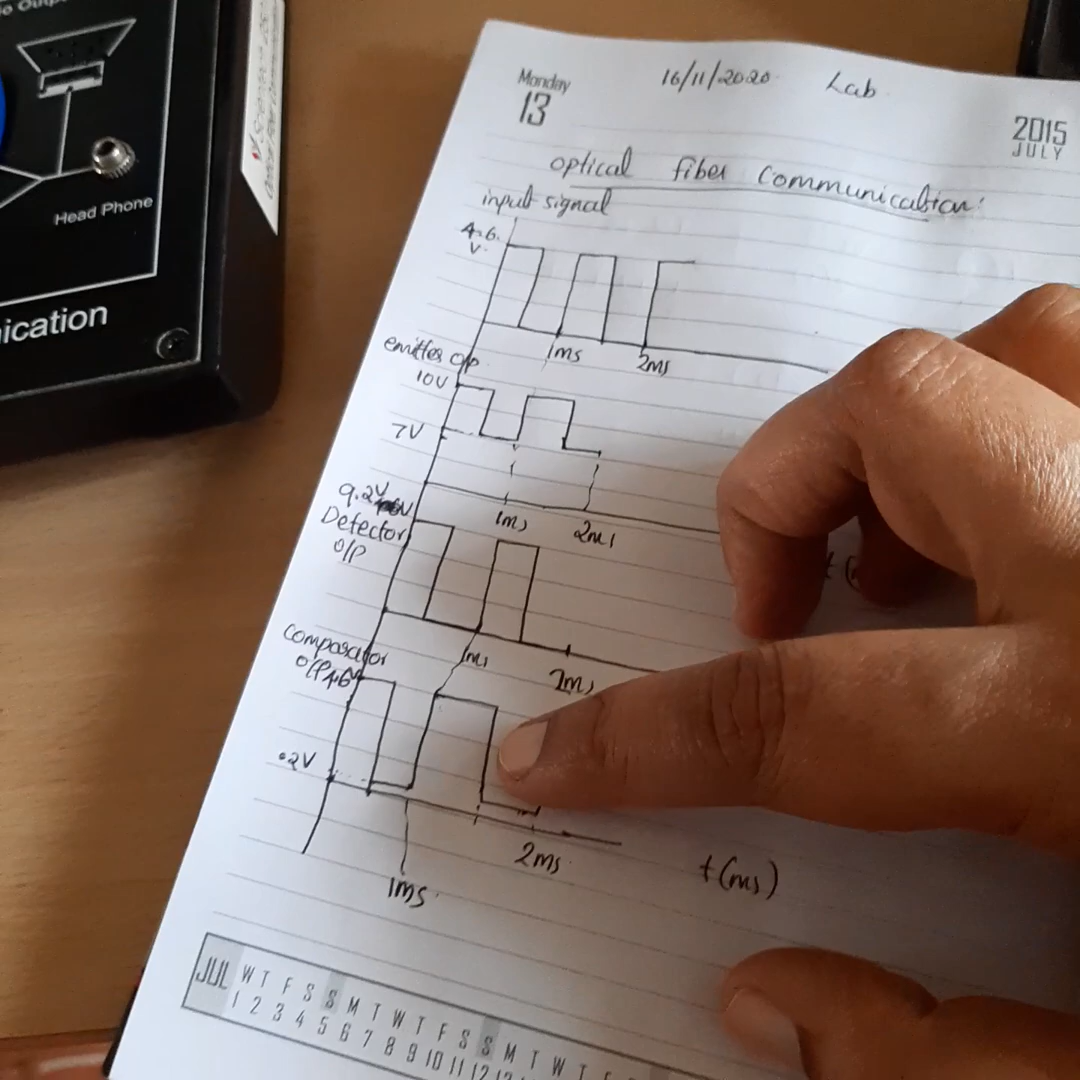 Head Phone
ication
Monday
13
16/11/2020
Lab
2015
JULY
optical fiber communication:
input signal
4.6
V
1ms
2ms
emitter o/p
10V
7V
1ms
2ms
9.2V
Detector
o/p
1ms
2ms
Comparator
o/p 4.6V
.2V
1ms
2ms
t(ms)
JUL
W T F S S M T W T F S S M T W T F
1 2 3 4 5 6 7 8 9 10 11 12 13